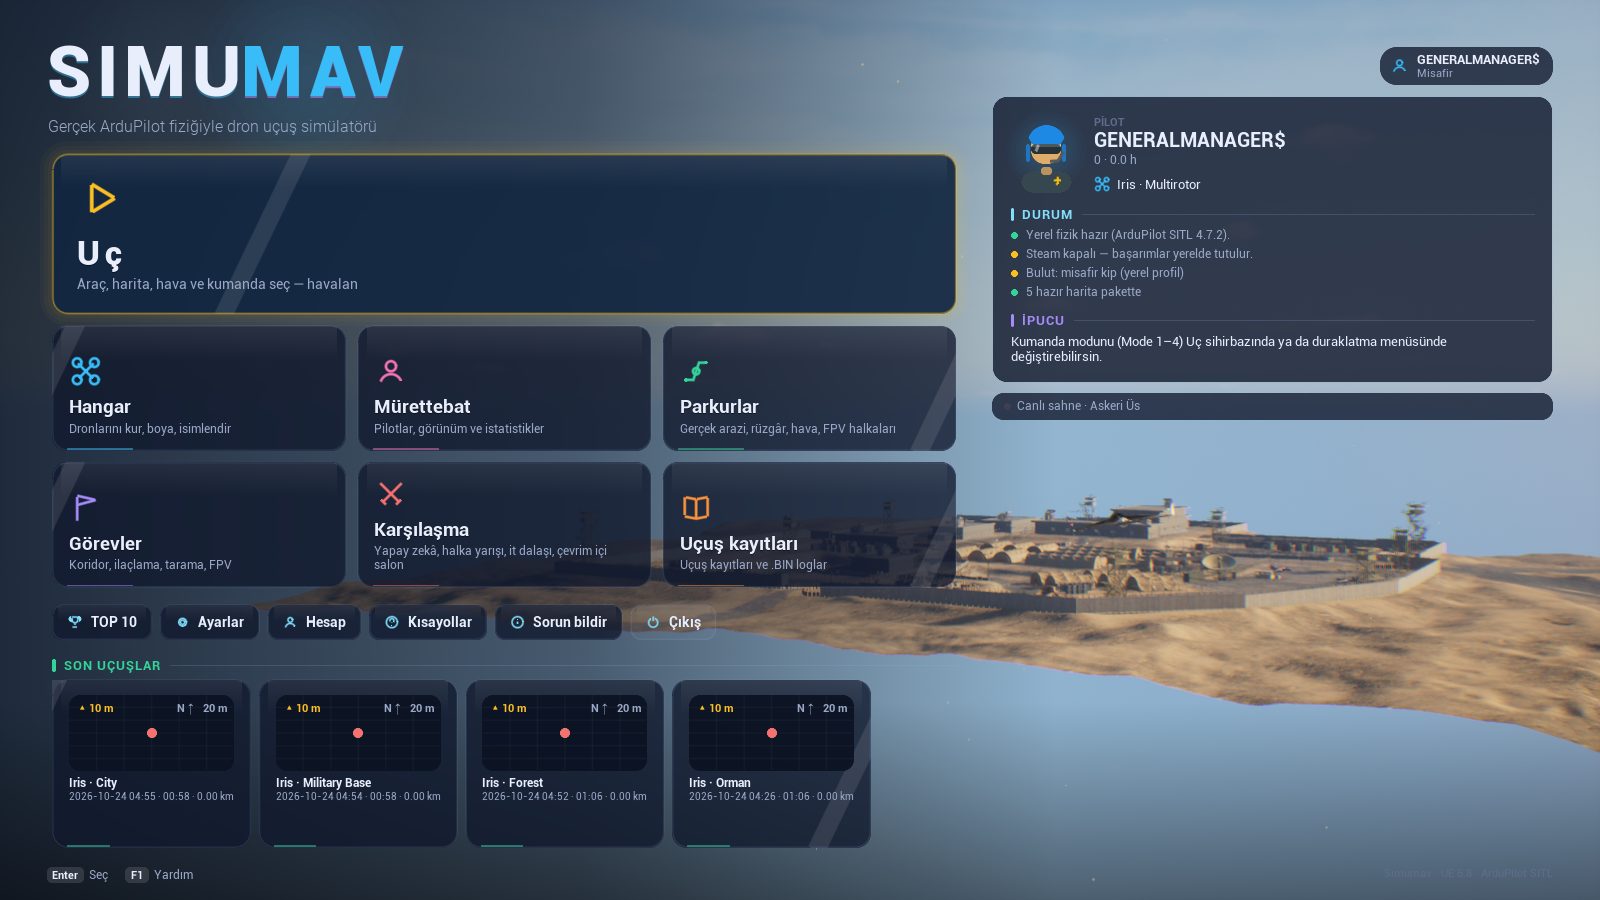 SIMUMAV
Gerçek ArduPilot fiziğiyle dron uçuş simülatörü
Uç
Araç, harita, hava ve kumanda seç — havalan
Hangar
Dronlarını kur, boya, isimlendir
Mürettebat
Pilotlar, görünüm ve istatistikler
Parkurlar
Gerçek arazi, rüzgâr, hava, FPV halkaları
Görevler
Koridor, ilaçlama, tarama, FPV
Karşılaşma
Yapay zekâ, halka yarışı, it dalaşı, çevrim içi
salon
Uçuş kayıtları
Uçuş kayıtları ve .BIN loglar
TOP 10
Ayarlar
Hesap
Kısayollar
Sorun bildir
Çıkış
SON UÇUŞLAR
▲ 10 m N ↑ 20 m
Iris · City
2026-10-24 04:55 · 00:58 · 0.00 km
▲ 10 m N ↑ 20 m
Iris · Military Base
2026-10-24 04:54 · 00:58 · 0.00 km
▲ 10 m N ↑ 20 m
Iris · Forest
2026-10-24 04:52 · 01:06 · 0.00 km
▲ 10 m N ↑ 20 m
Iris · Orman
2026-10-24 04:26 · 01:06 · 0.00 km
Enter Seç F1 Yardım
GENERALMANAGER$
Misafir
PİLOT
GENERALMANAGER$
0 · 0.0 h
Iris · Multirotor
DURUM
Yerel fizik hazır (ArduPilot SITL 4.7.2).
Steam kapalı — başarımlar yerelde tutulur.
Bulut: misafir kip (yerel profil)
5 hazır harita pakette
İPUCU
Kumanda modunu (Mode 1–4) Uç sihirbazında ya da duraklatma menüsünde
değiştirebilirsin.
Canlı sahne · Askeri Üs
Simumav · UE 5.8 · ArduPilot SITL